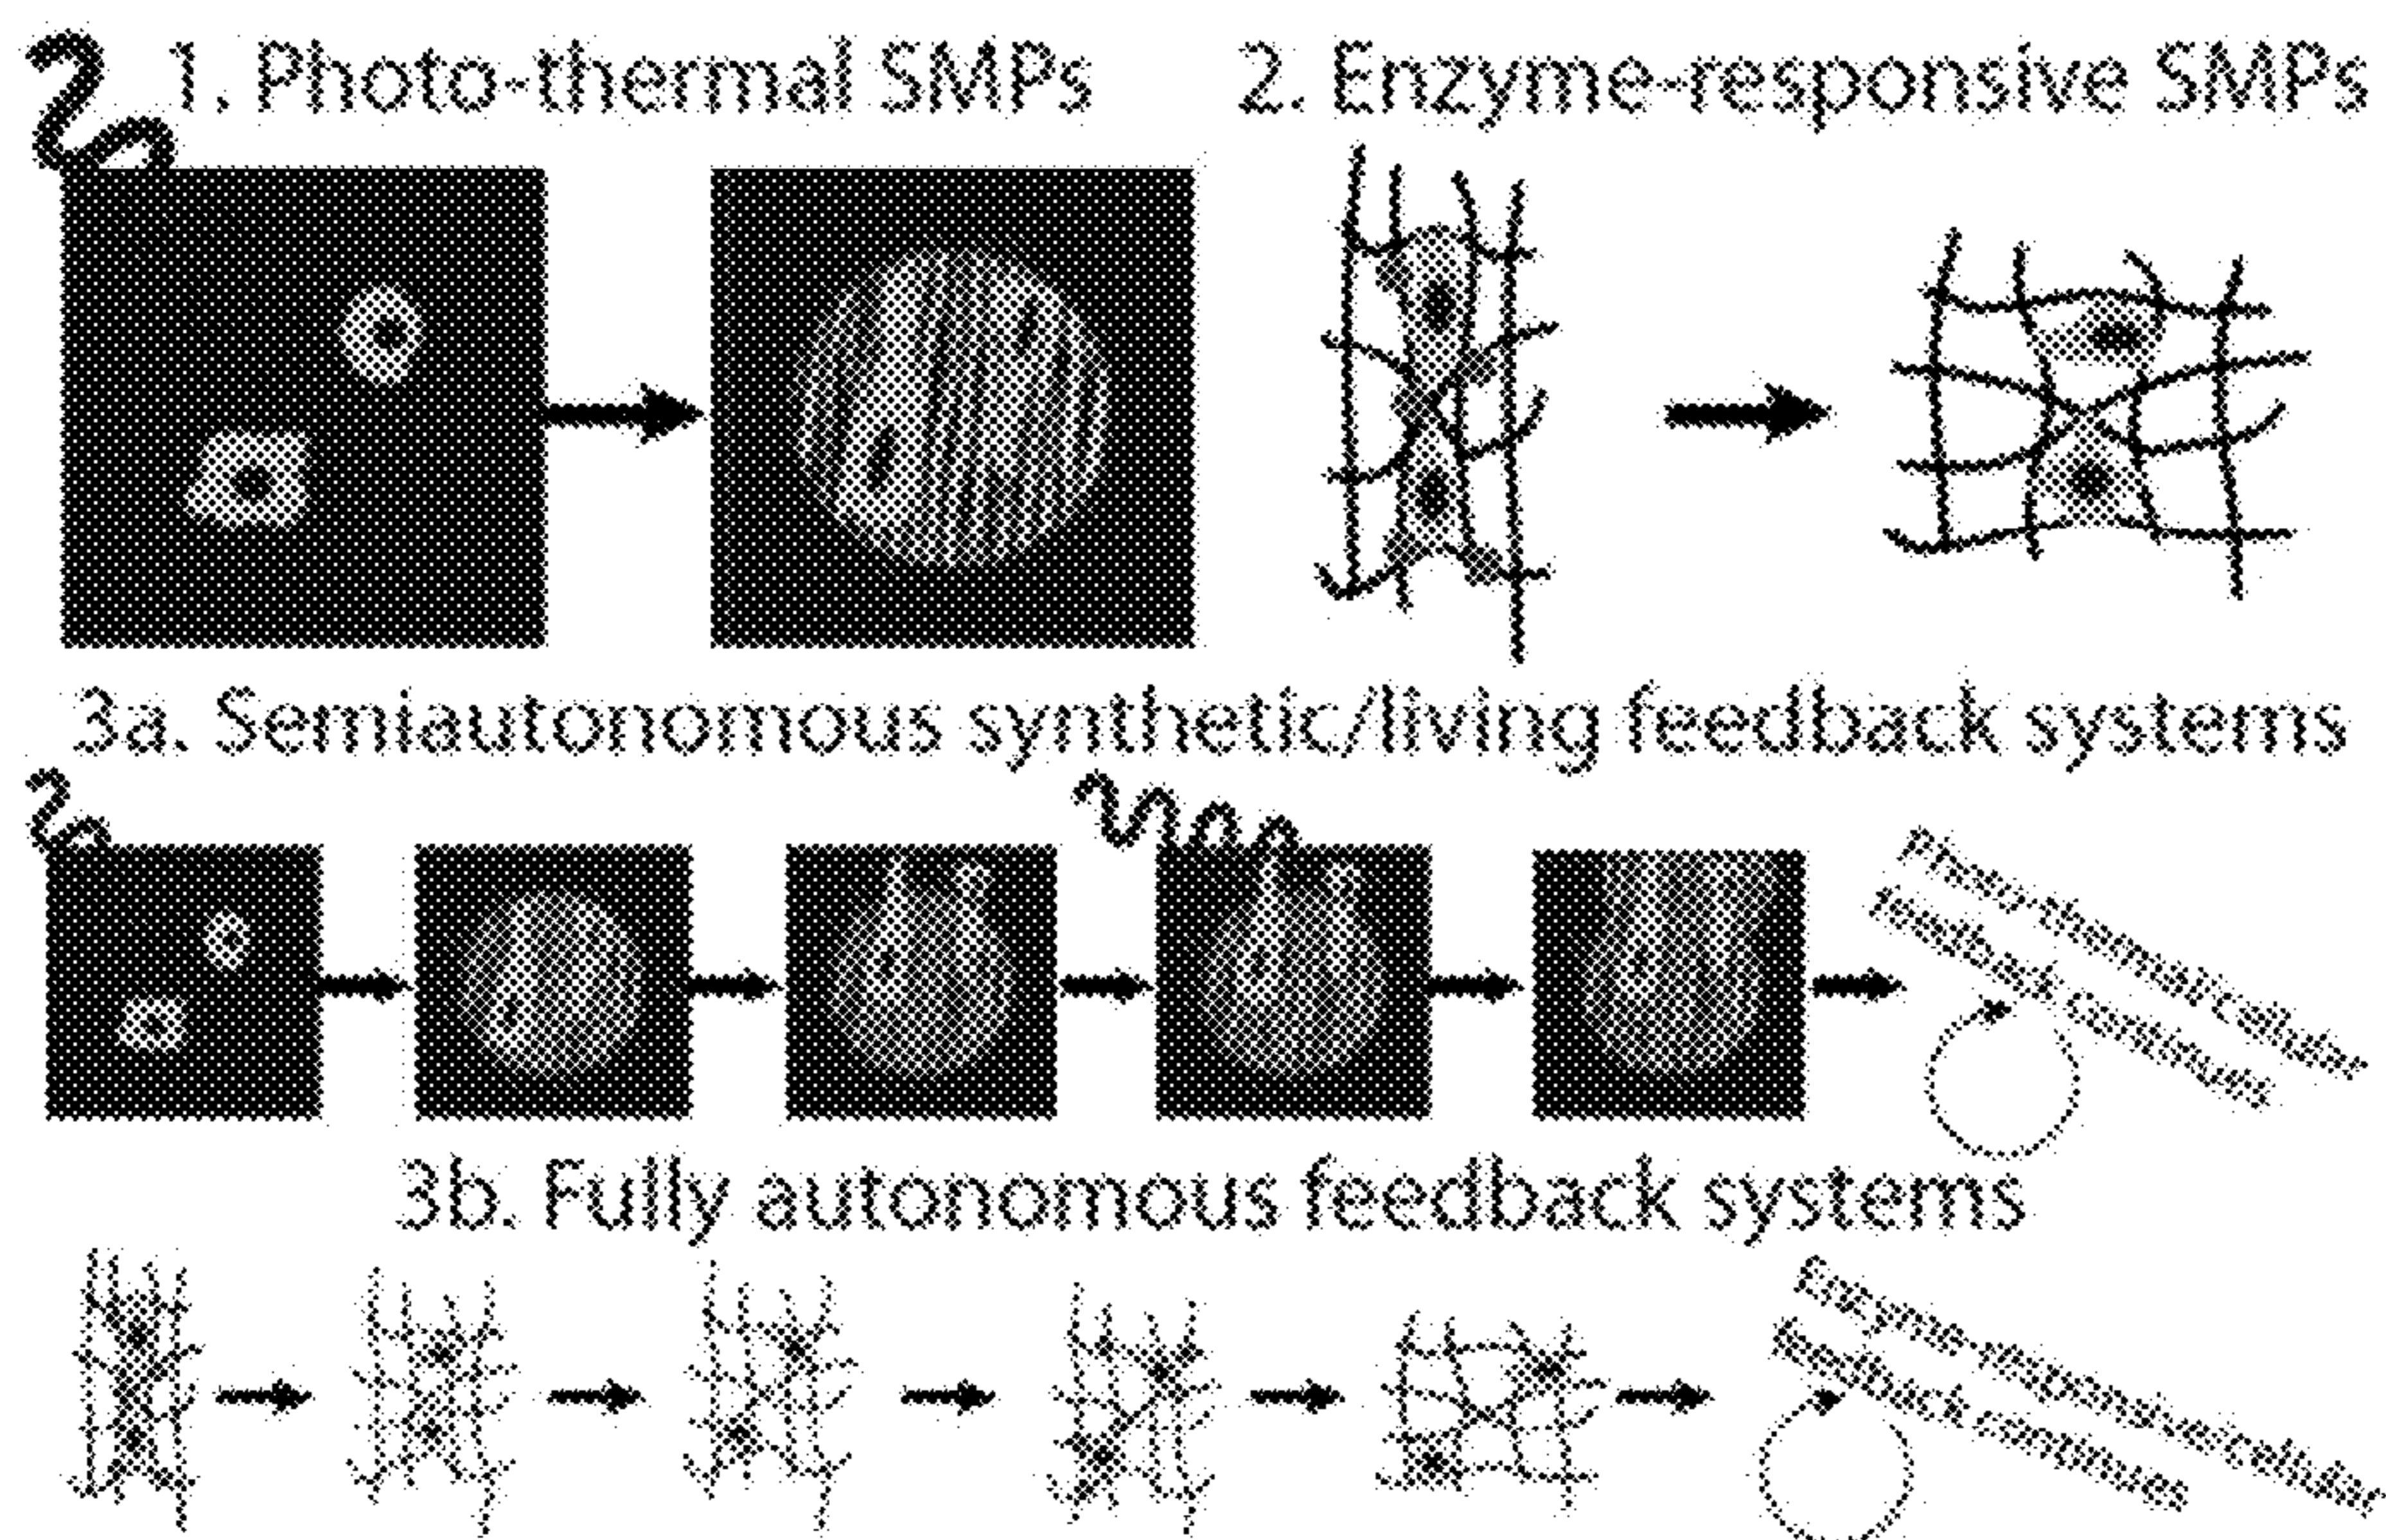 1. Photo-thermal SMPs
2. Enzyme-responsive SMPs
3a. Semiautonomous synthetic/living feedback systems
Photo-thermal cellular
feedback continues
3b. Fully autonomous feedback systems
Enzyme-responsive cellular
feedback continues